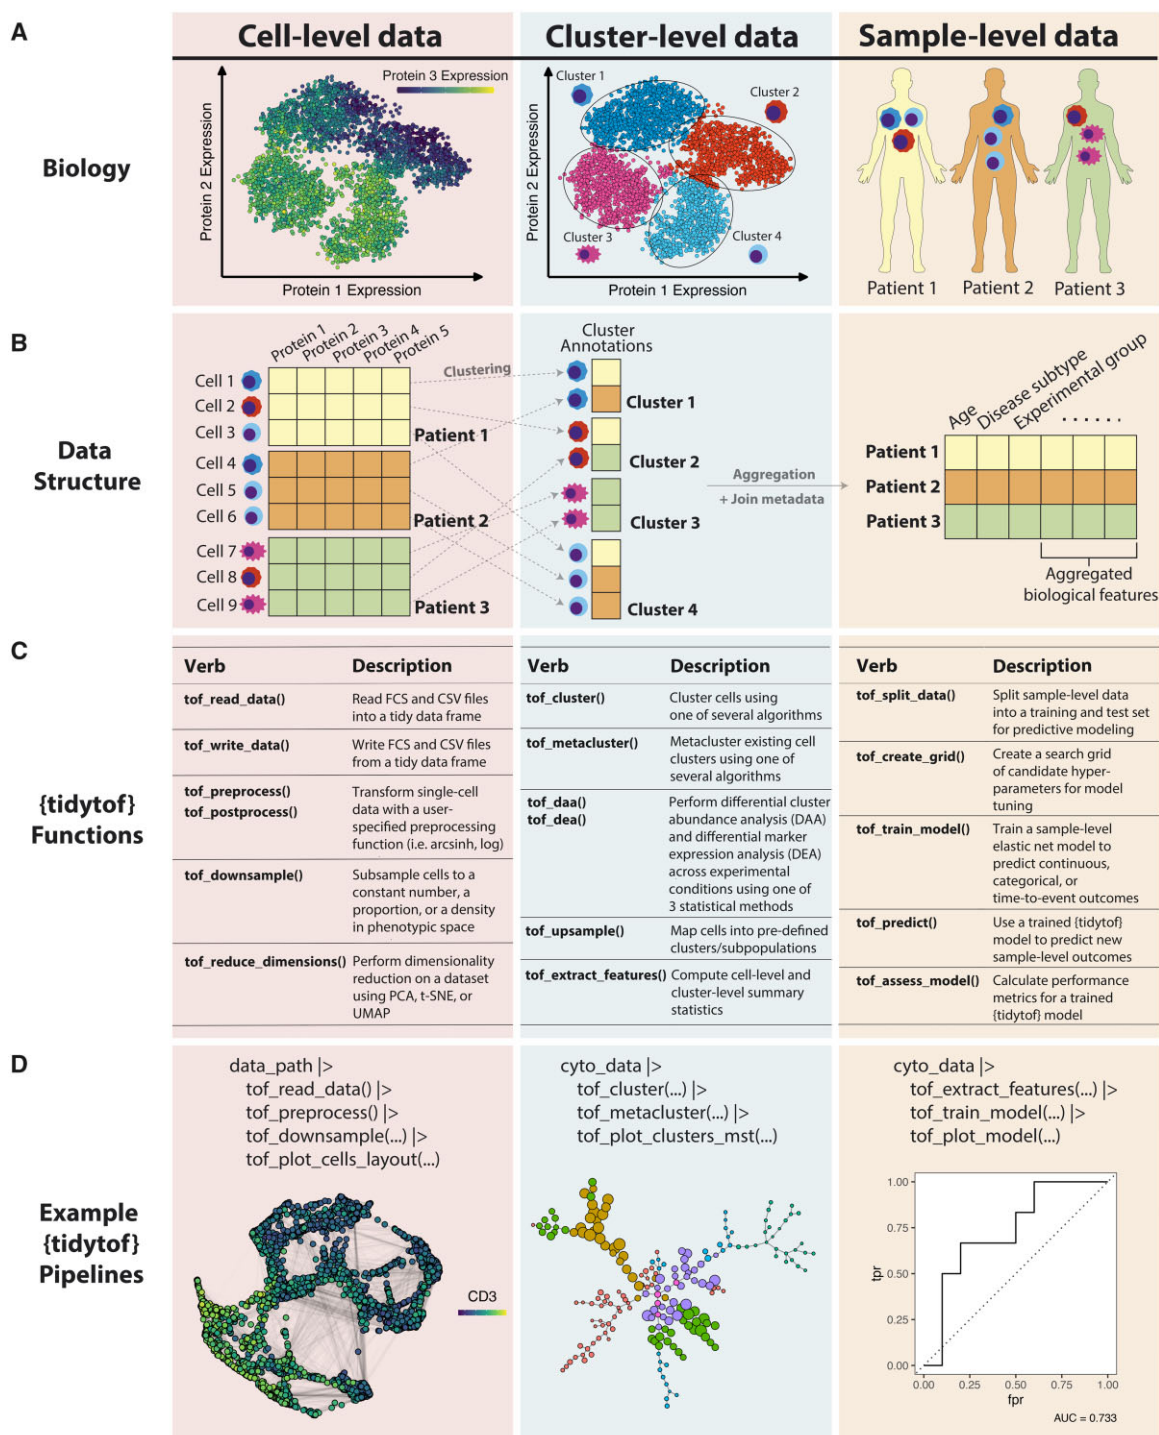 A
Cell-level data
Cluster-level data
Sample-level data
Biology
Protein 3 Expression
Protein 2 Expression
Protein 1 Expression
Cluster 1
Cluster 2
Protein 2 Expression
Cluster 3
Cluster 4
Protein 1 Expression
Patient 1
Patient 2
Patient 3
B
Data
Structure
Protein 1
Protein 2
Protein 3
Protein 4
Protein 5
Cell 1
Cell 2
Cell 3
Patient 1
Cell 4
Cell 5
Cell 6
Patient 2
Cell 7
Cell 8
Cell 9
Patient 3
Clustering
Cluster
Annotations
Cluster 1
Cluster 2
Cluster 3
Cluster 4
Aggregation
+ Join metadata
Age
Disease subtype
Experimental group
. . . . . .
Patient 1
Patient 2
Patient 3
Aggregated
biological features
C
{tidytof}
Functions
Verb Description
tof_read_data() Read FCS and CSV files
into a tidy data frame
tof_write_data() Write FCS and CSV files
from a tidy data frame
tof_preprocess() Transform single-cell
tof_postprocess() data with a user-
specified preprocessing
function (i.e. arcsinh, log)
tof_downsample() Subsample cells to a
constant number, a
proportion, or a density
in phenotypic space
tof_reduce_dimensions() Perform dimensionality
reduction on a dataset
using PCA, t-SNE, or
UMAP
Verb Description
tof_cluster() Cluster cells using
one of several algorithms
tof_metacluster() Metacluster existing cell
clusters using one of
several algorithms
tof_daa() Perform differential cluster
tof_dea() abundance analysis (DAA)
and differential marker
expression analysis (DEA)
across experimental
conditions using one of
3 statistical methods
tof_upsample() Map cells into pre-defined
clusters/subpopulations
tof_extract_features() Compute cell-level and
cluster-level summary
statistics
Verb Description
tof_split_data() Split sample-level data
into a training and test set
for predictive modeling
tof_create_grid() Create a search grid
of candidate hyper-
parameters for model
tuning
tof_train_model() Train a sample-level
elastic net model to
predict continuous,
categorical, or
time-to-event outcomes
tof_predict() Use a trained {tidytof}
model to predict new
sample-level outcomes
tof_assess_model() Calculate performance
metrics for a trained
{tidytof} model
D
Example
{tidytof}
Pipelines
data_path |>
tof_read_data() |>
tof_preprocess() |>
tof_downsample(...) |>
tof_plot_cells_layout(...)
CD3
cyto_data |>
tof_cluster(...) |>
tof_metacluster(...) |>
tof_plot_clusters_mst(...)
cyto_data |>
tof_extract_features(...) |>
tof_train_model(...) |>
tof_plot_model(...)
1.00
0.75
0.50
0.25
0.00
tpr
0.00 0.25 0.50 0.75 1.00
fpr
AUC = 0.733